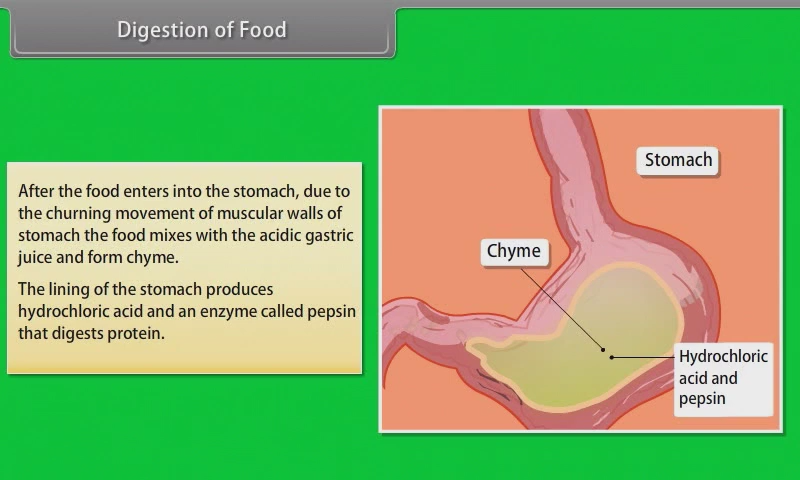 Digestion of Food
After the food enters into the stomach, due to
the churning movement of muscular walls of
stomach the food mixes with the acidic gastric
juice and form chyme.
The lining of the stomach produces
hydrochloric acid and an enzyme called pepsin
that digests protein.
Stomach
Chyme
Hydrochloric
acid and
pepsin